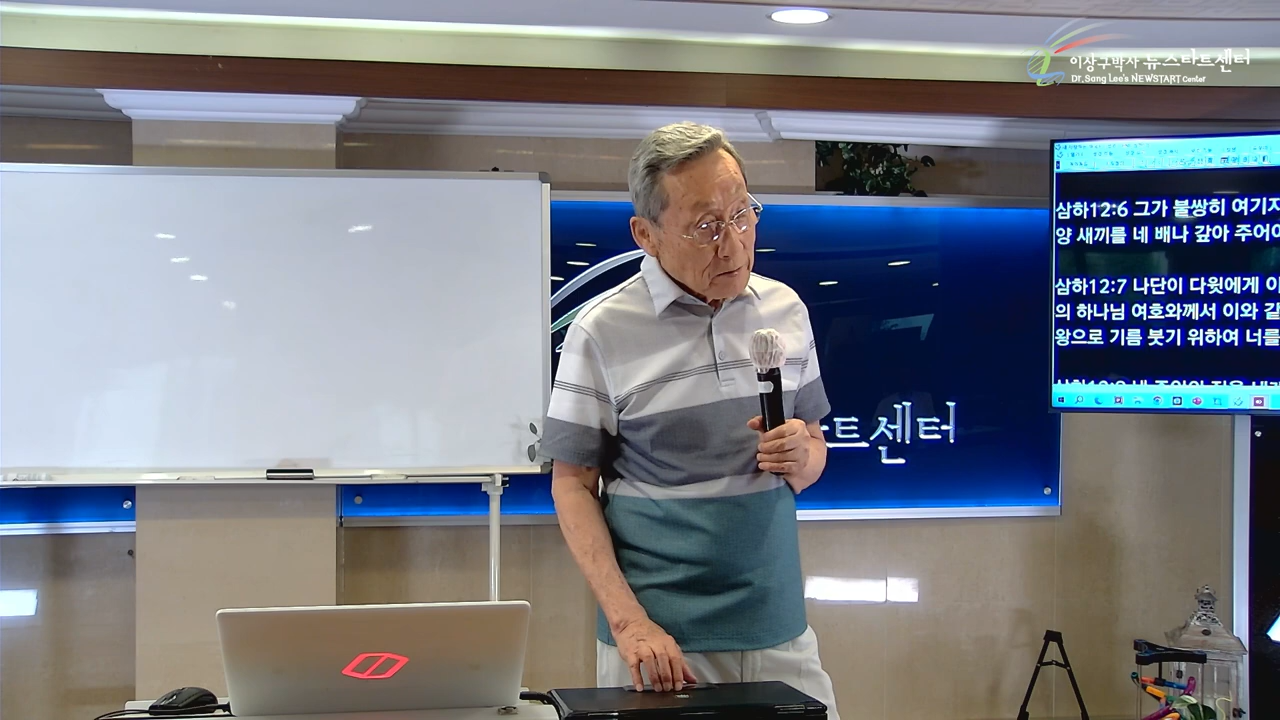 이상구박사 뉴스타트센터
Dr. Sang Lee's NEWSTART Center
삼하12:6 그가 불쌍히 여기지
양 새끼를 네 배나 갚아 주어야
삼하12:7 나단이 다윗에게 이
의 하나님 여호와께서 이와 같
왕으로 기름 붓기 위하여 너를
트센터